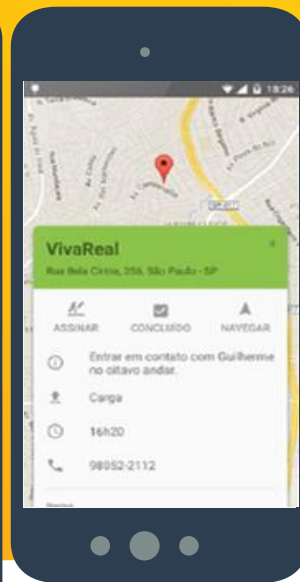 18:26
VivaReal
Rua Bela Cintra, 256, São Paulo - SP
ASSINAR
CONCLUÍDO
NAVEGAR
Entrar em contato com Guilherme
no oitavo andar.
Carga
16h20
98052-2112